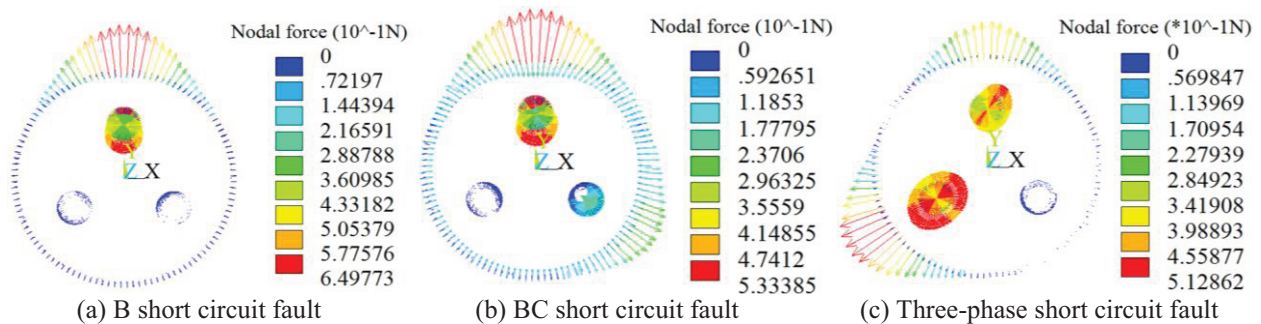 Nodal force (10^-1N)
0
.72197
1.44394
2.16591
2.88788
3.60985
4.33182
5.05379
5.77576
6.49773
Y
Z X
(a) B short circuit fault
Nodal force (10^-1N)
0
.592651
1.1853
1.77795
2.3706
2.96325
3.5559
4.14855
4.7412
5.33385
Y
Z X
(b) BC short circuit fault
Nodal force (*10^-1N)
0
.569847
1.13969
1.70954
2.27939
2.84923
3.41908
3.98893
4.55877
5.12862
Y
Z X
(c) Three-phase short circuit fault